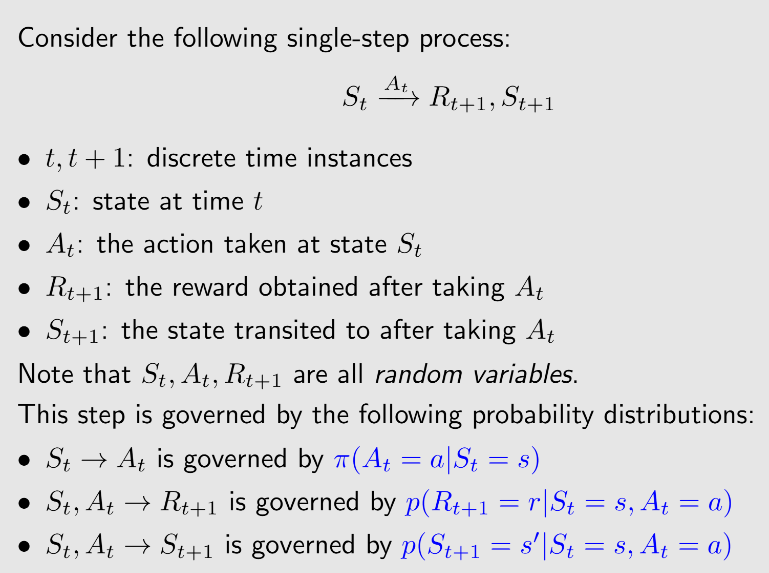 Consider the following single-step process:
$S_t \xrightarrow{A_t} R_{t+1}, S_{t+1}$
• $t, t+1$: discrete time instances
• $S_t$: state at time $t$
• $A_t$: the action taken at state $S_t$
• $R_{t+1}$: the reward obtained after taking $A_t$
• $S_{t+1}$: the state transited to after taking $A_t$
Note that $S_t, A_t, R_{t+1}$ are all random variables.
This step is governed by the following probability distributions:
• $S_t \to A_t$ is governed by $\pi(A_t = a|S_t = s)$
• $S_t, A_t \to R_{t+1}$ is governed by $p(R_{t+1} = r|S_t = s, A_t = a)$
• $S_t, A_t \to S_{t+1}$ is governed by $p(S_{t+1} = s'|S_t = s, A_t = a)$